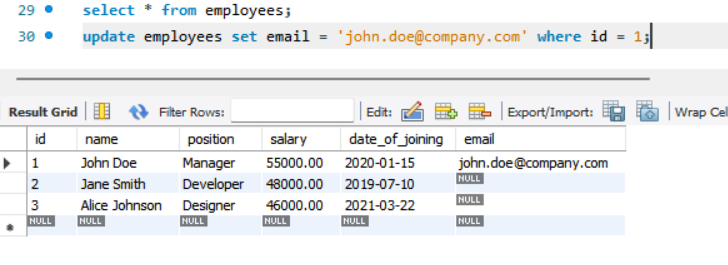 29 select * from employees;
30 update employees set email = 'john.doe@company.com' where id = 1;
Result Grid Filter Rows: Edit: Export/Import: Wrap Cel
id name position salary date_of_joining email
1 John Doe Manager 55000.00 2020-01-15 john.doe@company.com
2 Jane Smith Developer 48000.00 2019-07-10 NULL
3 Alice Johnson Designer 46000.00 2021-03-22 NULL
NULL NULL NULL NULL NULL NULL